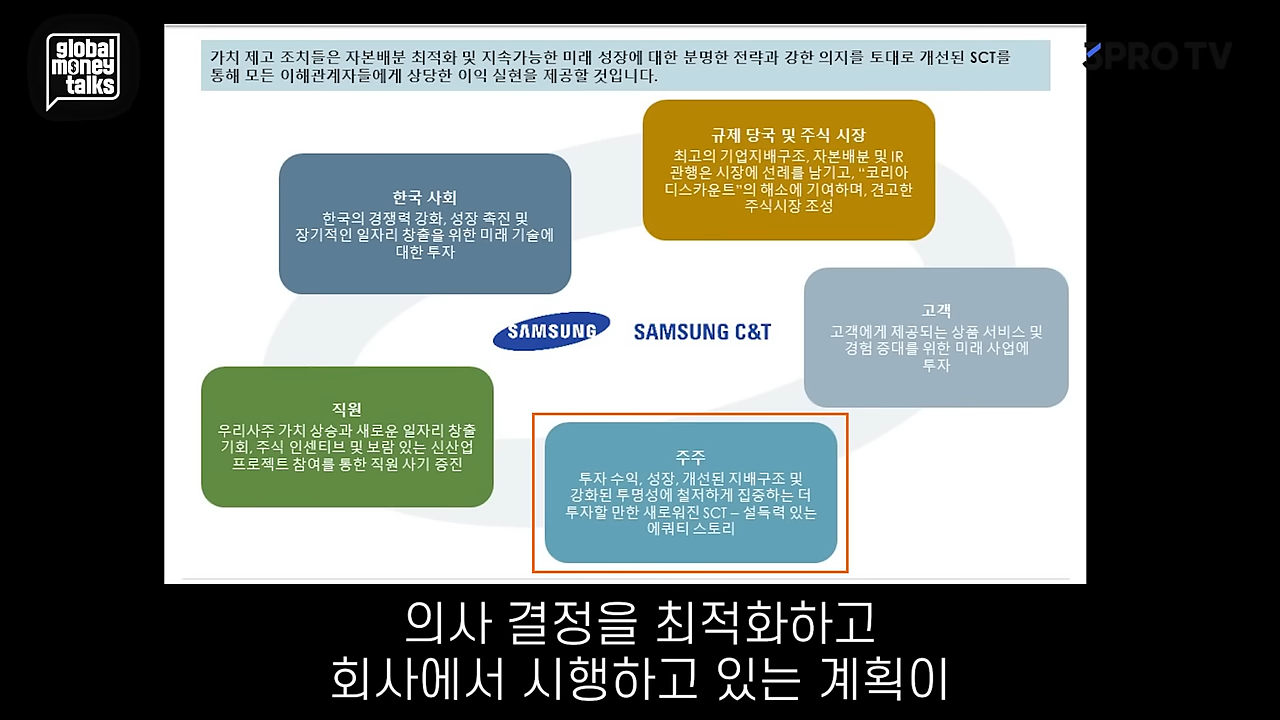 global
money
talks
3PRO TV
가치 제고 조치들은 자본배분 최적화 및 지속가능한 미래 성장에 대한 분명한 전략과 강한 의지를 토대로 개선된 SCT를
통해 모든 이해관계자들에게 상당한 이익 실현을 제공할 것입니다.
규제 당국 및 주식 시장
최고의 기업지배구조, 자본배분 및 IR
관행은 시장에 선례를 남기고, “코리아
디스카운트”의 해소에 기여하며, 견고한
주식시장 조성
한국 사회
한국의 경쟁력 강화, 성장 촉진 및
장기적인 일자리 창출을 위한 미래 기술에
대한 투자
고객
고객에게 제공되는 상품 서비스 및
경험 증대를 위한 미래 사업에
투자
SAMSUNG
SAMSUNG C&T
직원
우리사주 가치 상승과 새로운 일자리 창출
기회, 주식 인센티브 및 보람 있는 신산업
프로젝트 참여를 통한 직원 사기 증진
주주
투자 수익, 성장, 개선된 지배구조 및
강화된 투명성에 철저하게 집중하는 더
투자할 만한 새로워진 SCT – 설득력 있는
에쿼티 스토리
의사 결정을 최적화하고
회사에서 시행하고 있는 계획이